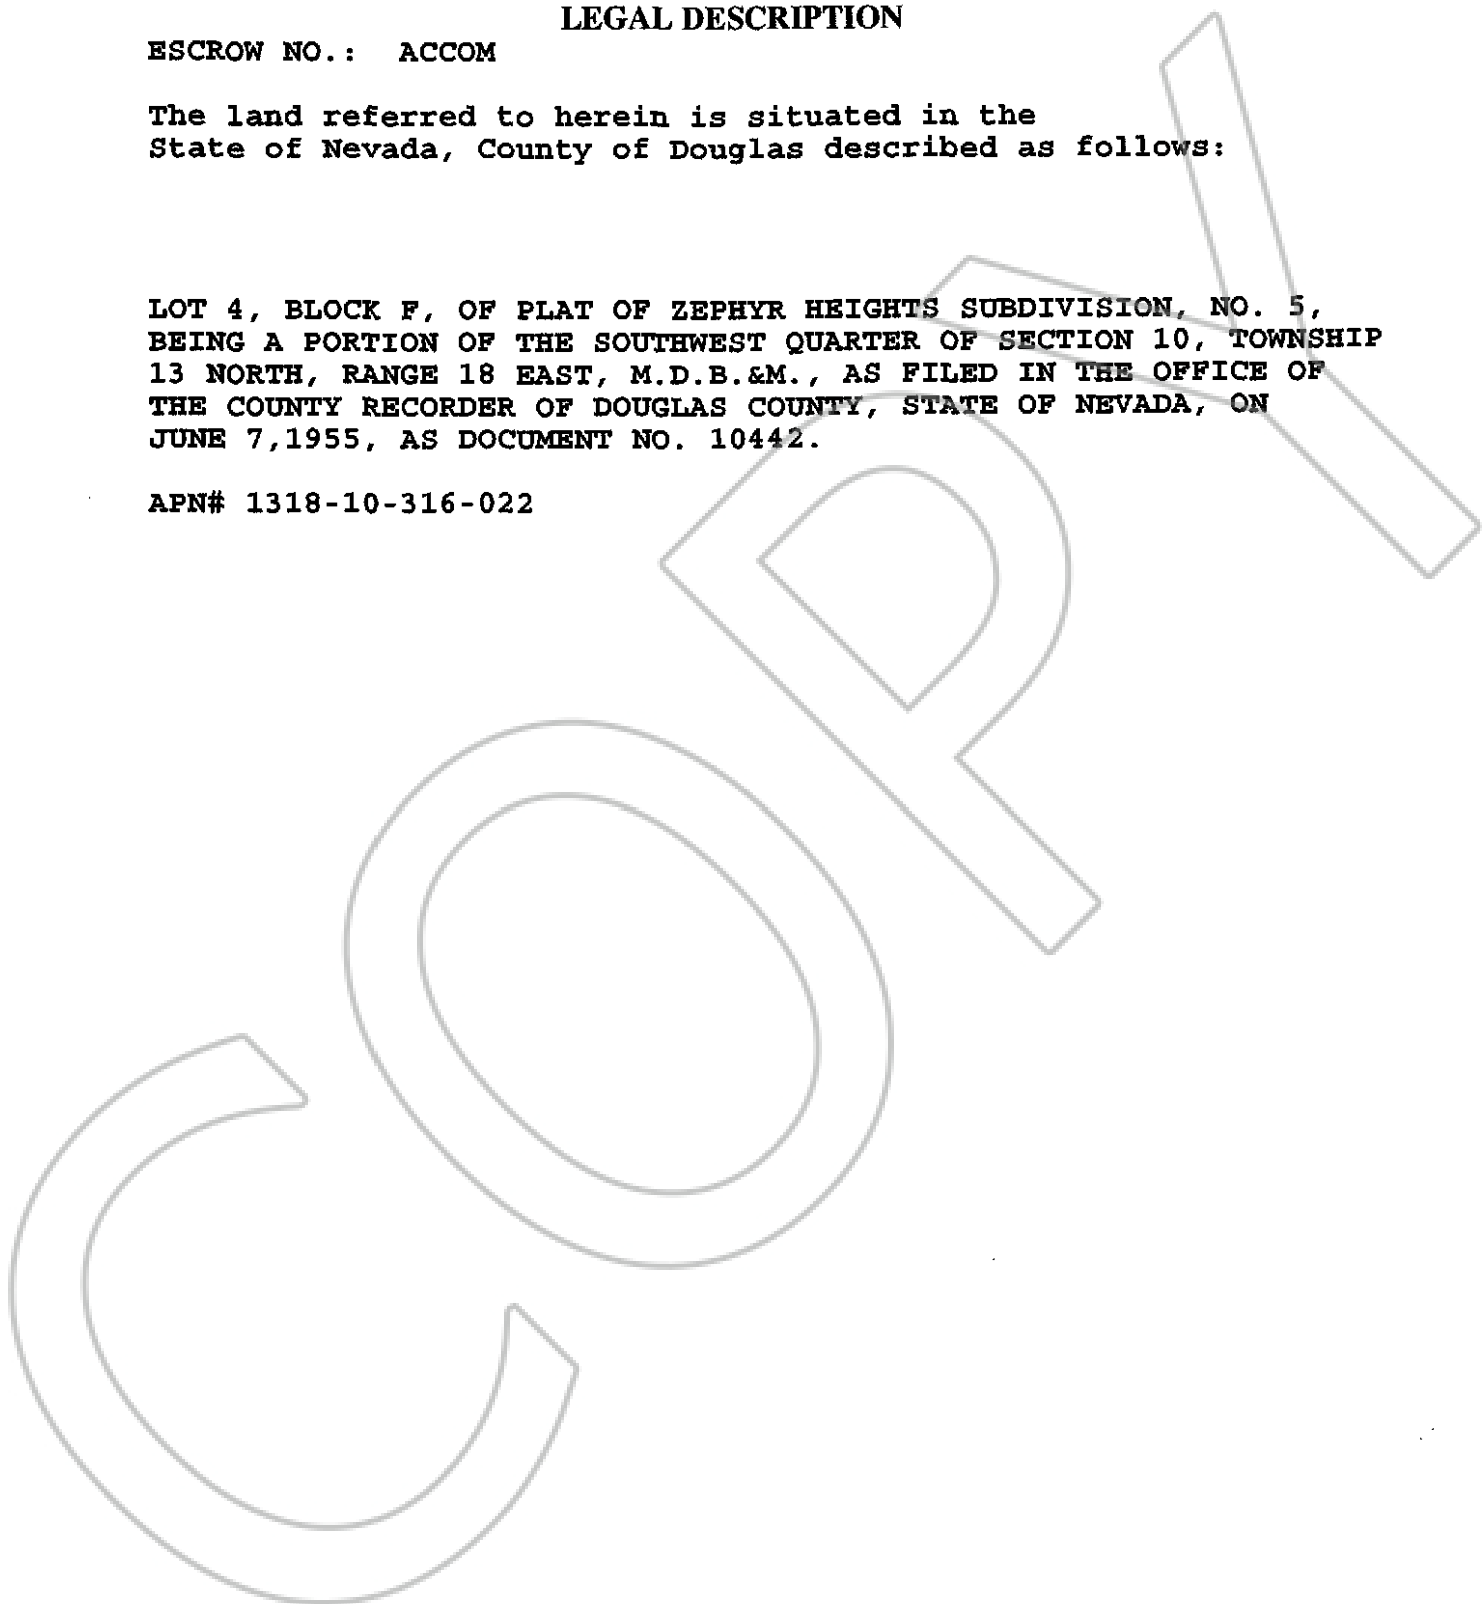 LEGAL DESCRIPTION
ESCROW NO.: ACCOM
The land referred to herein is situated in the
State of Nevada, County of Douglas described as follows:
LOT 4, BLOCK F, OF PLAT OF ZEPHYR HEIGHTS SUBDIVISION, NO. 5,
BEING A PORTION OF THE SOUTHWEST QUARTER OF SECTION 10, TOWNSHIP
13 NORTH, RANGE 18 EAST, M.D.B.&M., AS FILED IN THE OFFICE OF
THE COUNTY RECORDER OF DOUGLAS COUNTY, STATE OF NEVADA, ON
JUNE 7,1955, AS DOCUMENT NO. 10442.
APN# 1318-10-316-022
COPY